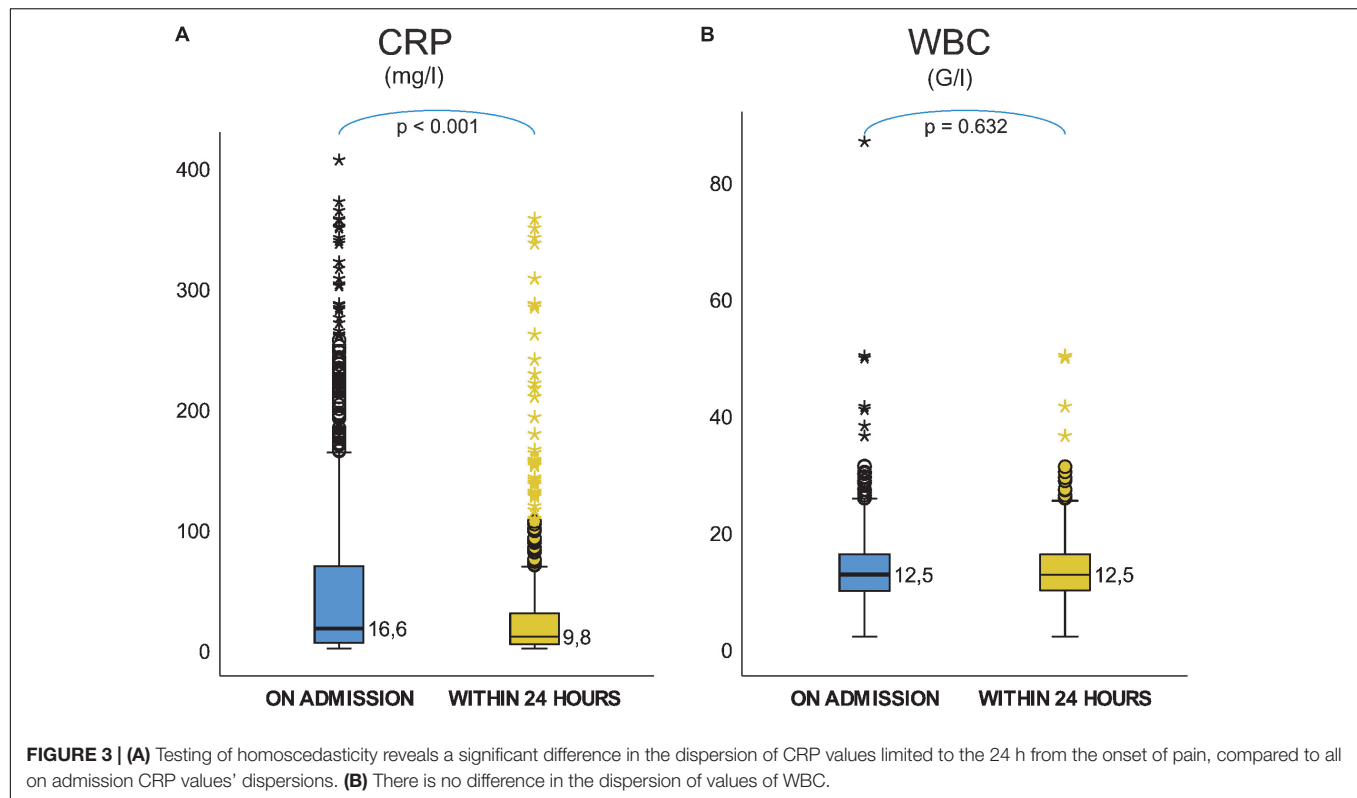 A
CRP
(mg/l)
p < 0.001
400
300
200
100
0
16,6
9,8
ON ADMISSION
WITHIN 24 HOURS
B
WBC
(G/l)
p = 0.632
80
60
40
20
0
12,5
12,5
ON ADMISSION
WITHIN 24 HOURS
FIGURE 3 | (A) Testing of homoscedasticity reveals a significant difference in the dispersion of CRP values limited to the 24 h from the onset of pain, compared to all
on admission CRP values' dispersions. (B) There is no difference in the dispersion of values of WBC.